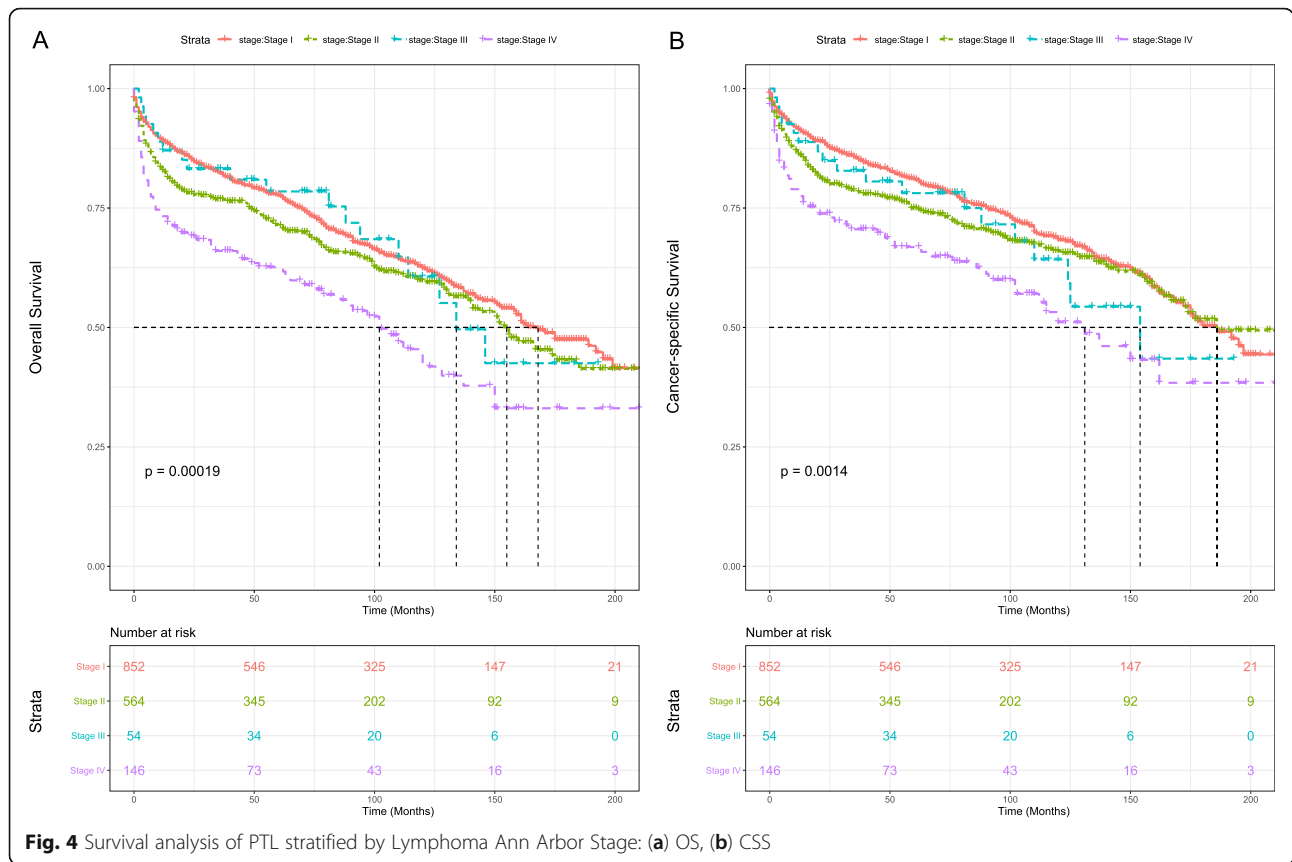 A
Strata stage:Stage I stage:Stage II stage:Stage III stage:Stage IV
Overall Survival
1.00
0.75
0.50
0.25
0.00
p = 0.00019
0 50 100 150 200
Time (Months)
Number at risk
Strata
Stage I 852 546 325 147 21
Stage II 564 345 202 92 9
Stage III 54 34 20 6 0
Stage IV 146 73 43 16 3
0 50 100 150 200
Time (Months)
B
Strata stage:Stage I stage:Stage II stage:Stage III stage:Stage IV
Cancer-specific Survival
1.00
0.75
0.50
0.25
0.00
p = 0.0014
0 50 100 150 200
Time (Months)
Number at risk
Strata
Stage I 852 546 325 147 21
Stage II 564 345 202 92 9
Stage III 54 34 20 6 0
Stage IV 146 73 43 16 3
0 50 100 150 200
Time (Months)
Fig. 4 Survival analysis of PTL stratified by Lymphoma Ann Arbor Stage: (a) OS, (b) CSS